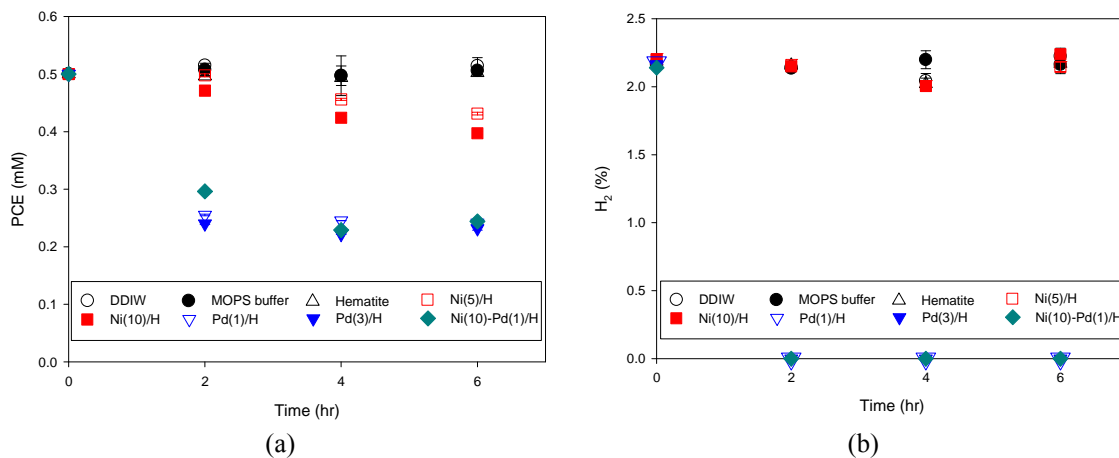 0.6
0.5
0.4
0.3
0.2
0.1
0.0
PCE (mM)
DDIW MOPS buffer Hematite Ni(5)/H
Ni(10)/H Pd(1)/H Pd(3)/H Ni(10)-Pd(1)/H
0 2 4 6
Time (hr)
(a)
2.5
2.0
1.5
1.0
0.5
0.0
H2 (%)
DDIW MOPS buffer Hematite Ni(5)/H
Ni(10)/H Pd(1)/H Pd(3)/H Ni(10)-Pd(1)/H
0 2 4 6
Time (hr)
(b)